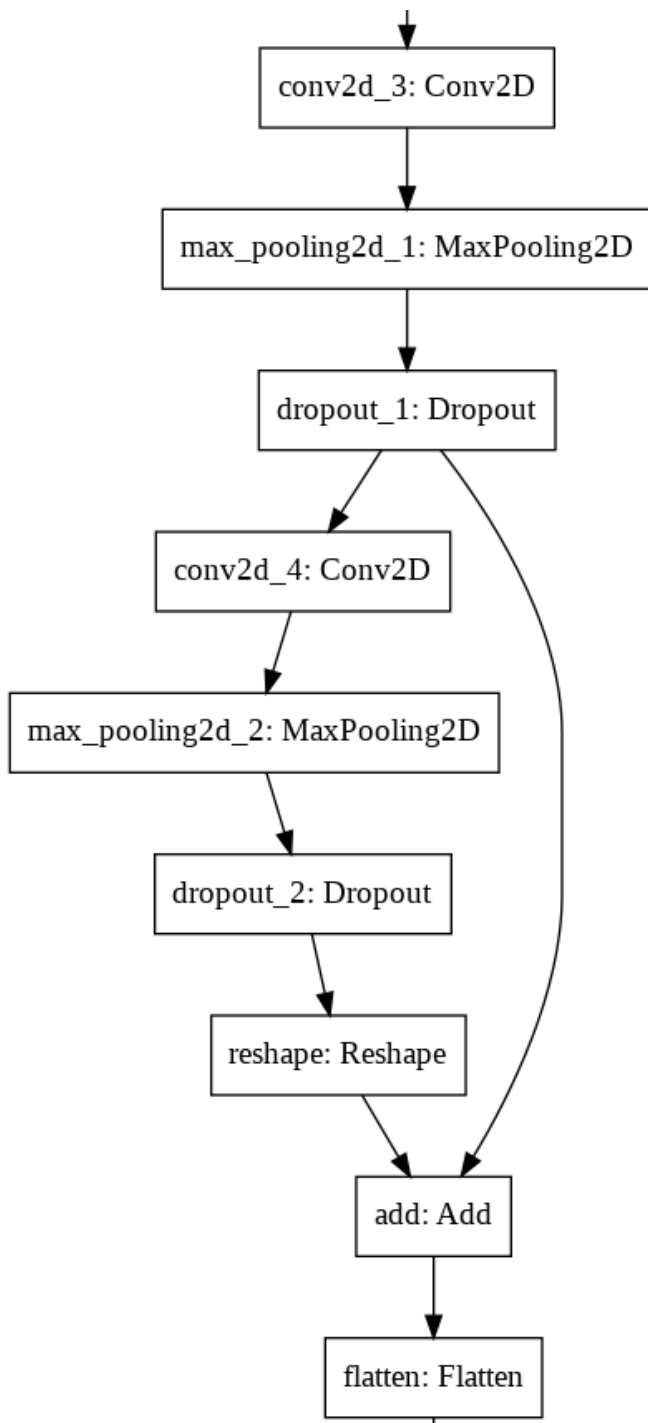 conv2d_3: Conv2D
max_pooling2d_1: MaxPooling2D
dropout_1: Dropout
conv2d_4: Conv2D
max_pooling2d_2: MaxPooling2D
dropout_2: Dropout
reshape: Reshape
add: Add
flatten: Flatten